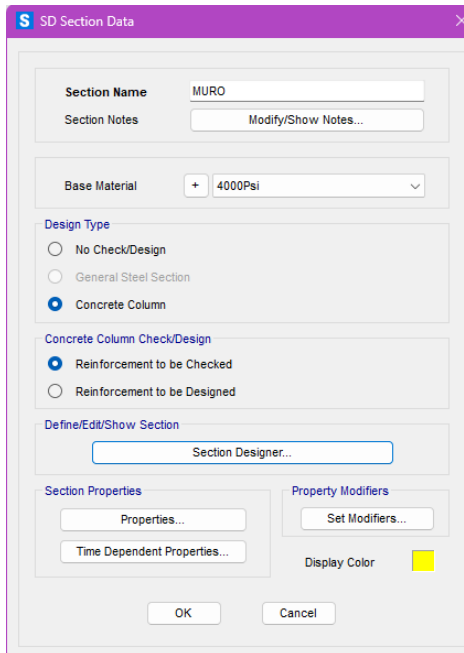 S SD Section Data
Section Name MURO
Section Notes Modify/Show Notes...
Base Material + 4000Psi
Design Type
No Check/Design
General Steel Section
Concrete Column
Concrete Column Check/Design
Reinforcement to be Checked
Reinforcement to be Designed
Define/Edit/Show Section
Section Designer...
Section Properties Property Modifiers
Properties... Set Modifiers...
Time Dependent Properties... Display Color
OK Cancel